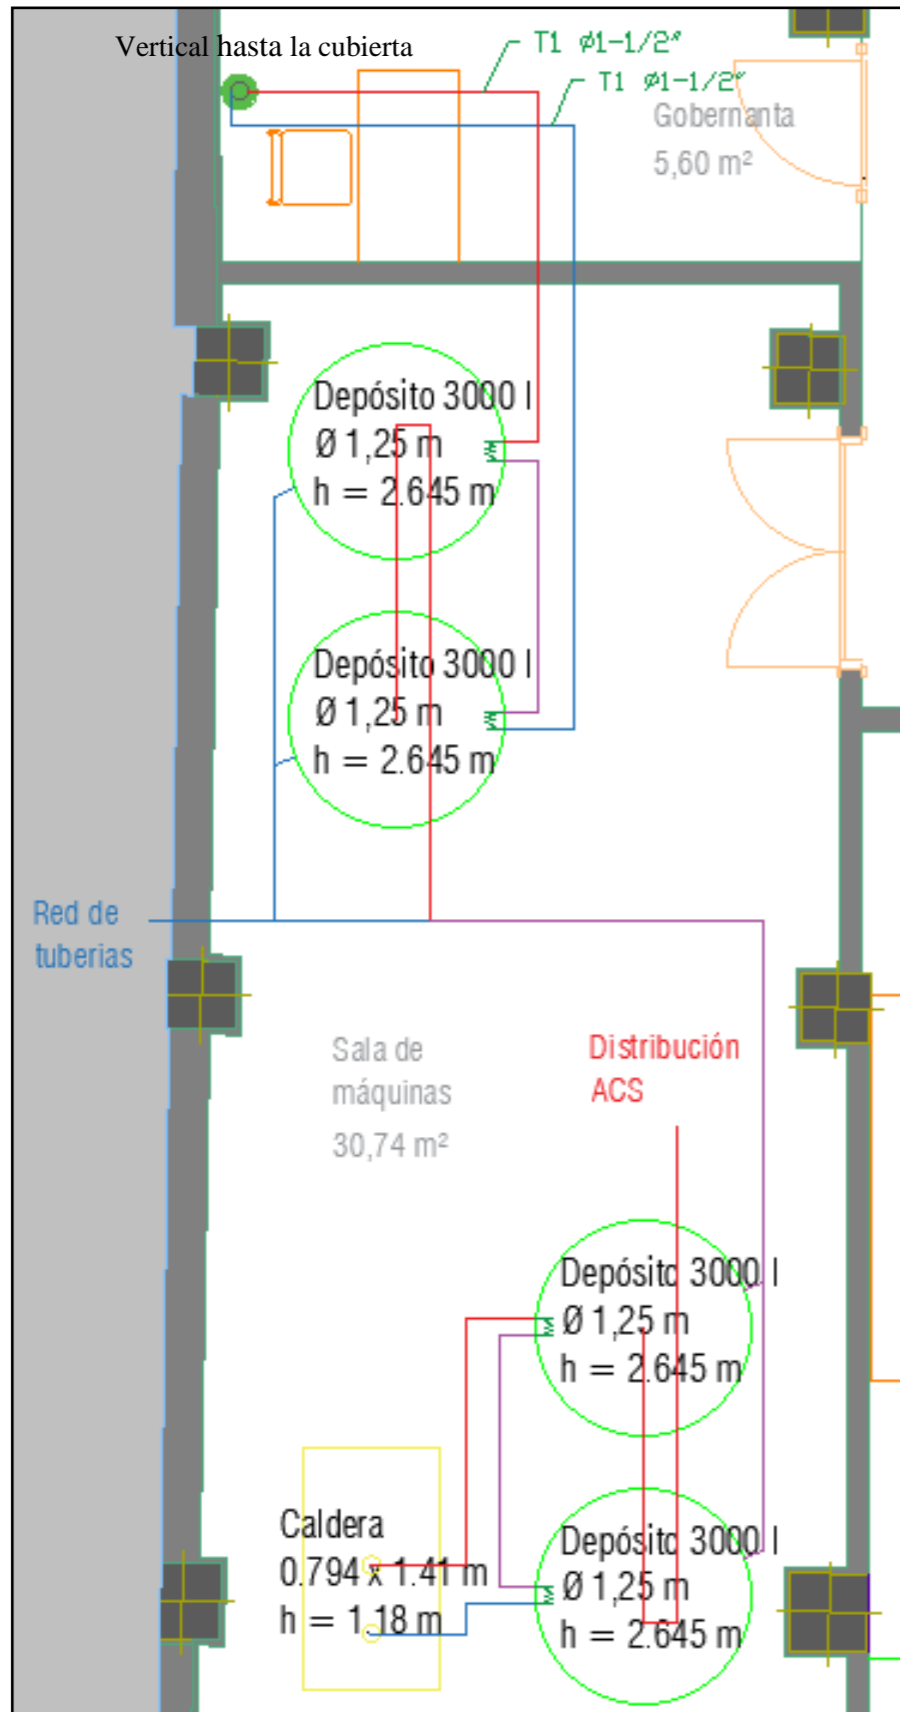 Vertical hasta la cubierta
T1 ø1-1/2"
T1 ø1-1/2"
Gobernanta
5,60 m²
Depósito 3000 l
Ø 1,25 m
h = 2.645 m
Depósito 3000 l
Ø 1,25 m
h = 2.645 m
Red de
tuberias
Sala de
máquinas
30,74 m²
Distribución
ACS
Depósito 3000 l
Ø 1,25 m
h = 2.645 m
Caldera
0.794 x 1.41 m
h = 1.18 m
Depósito 3000 l
Ø 1,25 m
h = 2.645 m